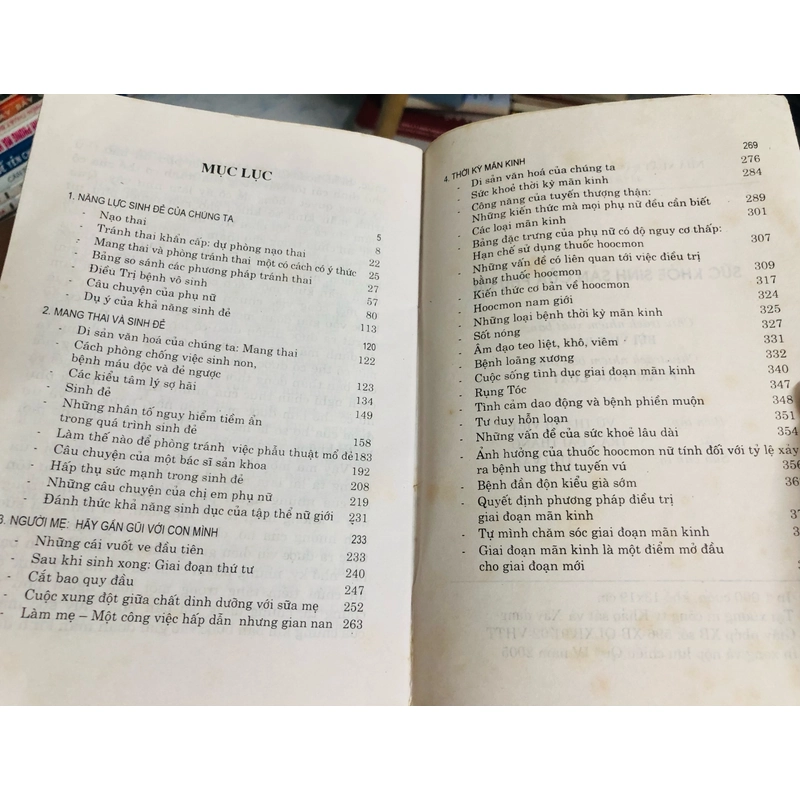 MỤC LỤC
1. NĂNG LỰC SINH ĐẺ CỦA CHÚNG TA 5
- Nạo thai 8
- Tránh thai khẩn cấp: dự phòng nạo thai 22
- Mang thai và phòng tránh thai một có cách có ý thức 25
- Bảng so sánh các phương pháp tránh thai 27
- Điều Trị bệnh vô sinh 57
- Câu chuyện của phụ nữ 80
- Dụ ý của khả năng sinh đẻ 113
2. MANG THAI VÀ SINH ĐẺ 120
- Di sản văn hoá của chúng ta: Mang thai 122
- Cách phòng chống việc sinh non,
bệnh máu độc và đẻ ngược 123
- Các kiểu tâm lý sợ hãi 134
- Sinh đẻ 149
- Những nhân tố nguy hiểm tiềm ẩn
trong quá trình sinh đẻ 158
- Làm thế nào để phòng tránh việc phẫu thuật mổ đẻ 183
- Câu chuyện của một bác sĩ sản khoa 192
- Hấp thụ sức mạnh trong sinh đẻ 208
- Những câu chuyện của chị em phụ nữ 219
- Đánh thức khả năng sinh dục của tập thể nữ giới 231
3. NGƯỜI MẸ: HÃY GẦN GŨI VỚI CON MÌNH 233
- Những cái vuốt ve đầu tiên 233
- Sau khi sinh xong: Giai đoạn thứ tư 240
- Cắt bao quy đầu 247
- Cuộc xung đột giữa chất dinh dưỡng với sữa mẹ 252
- Làm mẹ – Một công việc hấp dẫn nhưng gian nan 263
4. THỜI KỲ MÃN KINH 269
- Di sản văn hoá của chúng ta 276
- Sức khoẻ thời kỳ mãn kinh 284
- Công năng của tuyến thượng thận:
Những kiến thức mà mọi phụ nữ đều cần biết 289
- Các loại mãn kinh 301
- Bảng đặc trưng của phụ nữ có độ nguy cơ thấp:
Hạn chế sử dụng thuốc hoocmon 307
- Những vấn đề có liên quan tới việc điều trị
bằng thuốc hoocmon 309
- Kiến thức cơ bản về hoocmon 317
- Hoocmon nam giới 324
- Những loại bệnh thời kỳ mãn kinh 325
- Sốt nóng 327
- Âm đạo teo liệt, khô, viêm 331
- Bệnh loãng xương 332
- Cuộc sống tình dục giai đoạn mãn kinh 340
- Rụng Tóc 347
- Tình cảm dao động và bệnh phiền muộn 348
- Tư duy hỗn loạn 351
- Những vấn đề của sức khoẻ lâu dài 354
- Ảnh hưởng của thuốc hoocmon nữ tính đối với tỷ lệ xảy
ra bệnh ung thư tuyến vú 356
- Bệnh đần độn kiểu già sớm 36
- Quyết định phương pháp điều trị
giai đoạn mãn kinh 37
- Tự mình chăm sóc giai đoạn mãn kinh 3
- Giai đoạn mãn kinh là một điểm mở đầu
cho giai đoạn mới 3